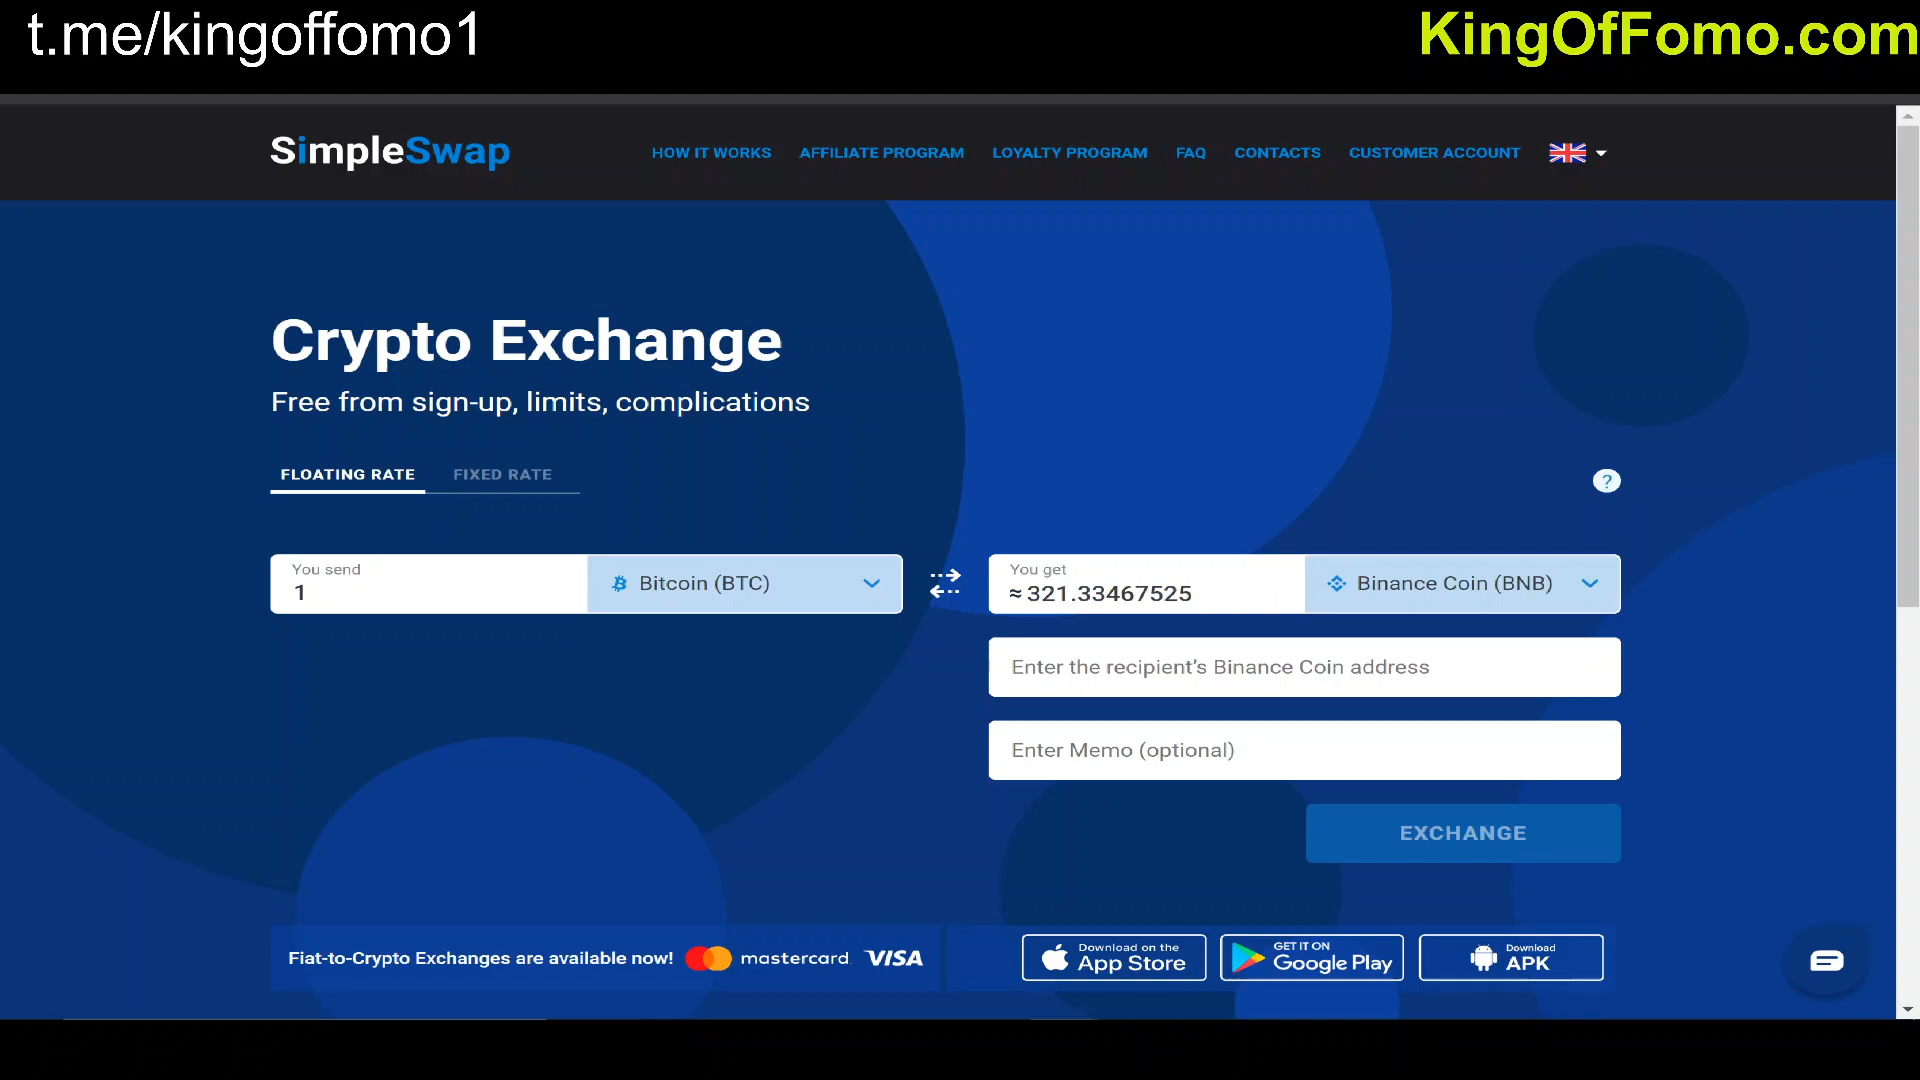 t.me/kingoffomo1
KingOfFomo.com
SimpleSwap
HOW IT WORKS
AFFILIATE PROGRAM
LOYALTY PROGRAM
FAQ
CONTACTS
CUSTOMER ACCOUNT
Crypto Exchange
Free from sign-up, limits, complications
FLOATING RATE
FIXED RATE
?
You send
1
Bitcoin (BTC)
You get
≈ 321.33467525
Binance Coin (BNB)
Enter the recipient's Binance Coin address
Enter Memo (optional)
EXCHANGE
Fiat-to-Crypto Exchanges are available now!
mastercard
VISA
Download on the
App Store
GET IT ON
Google Play
Download
APK